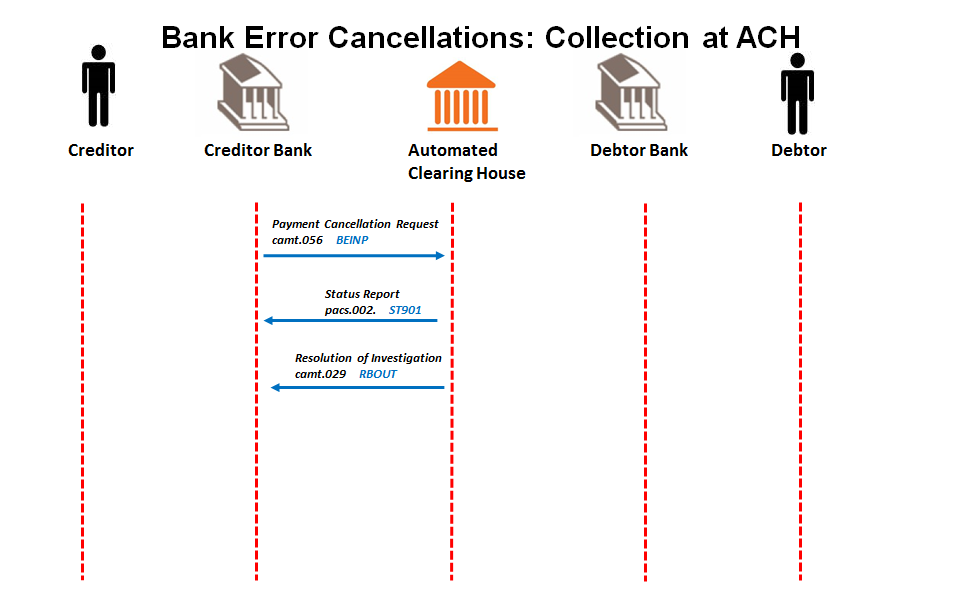 Bank Error Cancellations: Collection at ACH
Creditor
Creditor Bank
Automated
Clearing House
Debtor Bank
Debtor
Payment Cancellation Request
camt.056 BEINP
Status Report
pacs.002. ST901
Resolution of Investigation
camt.029 RBOUT